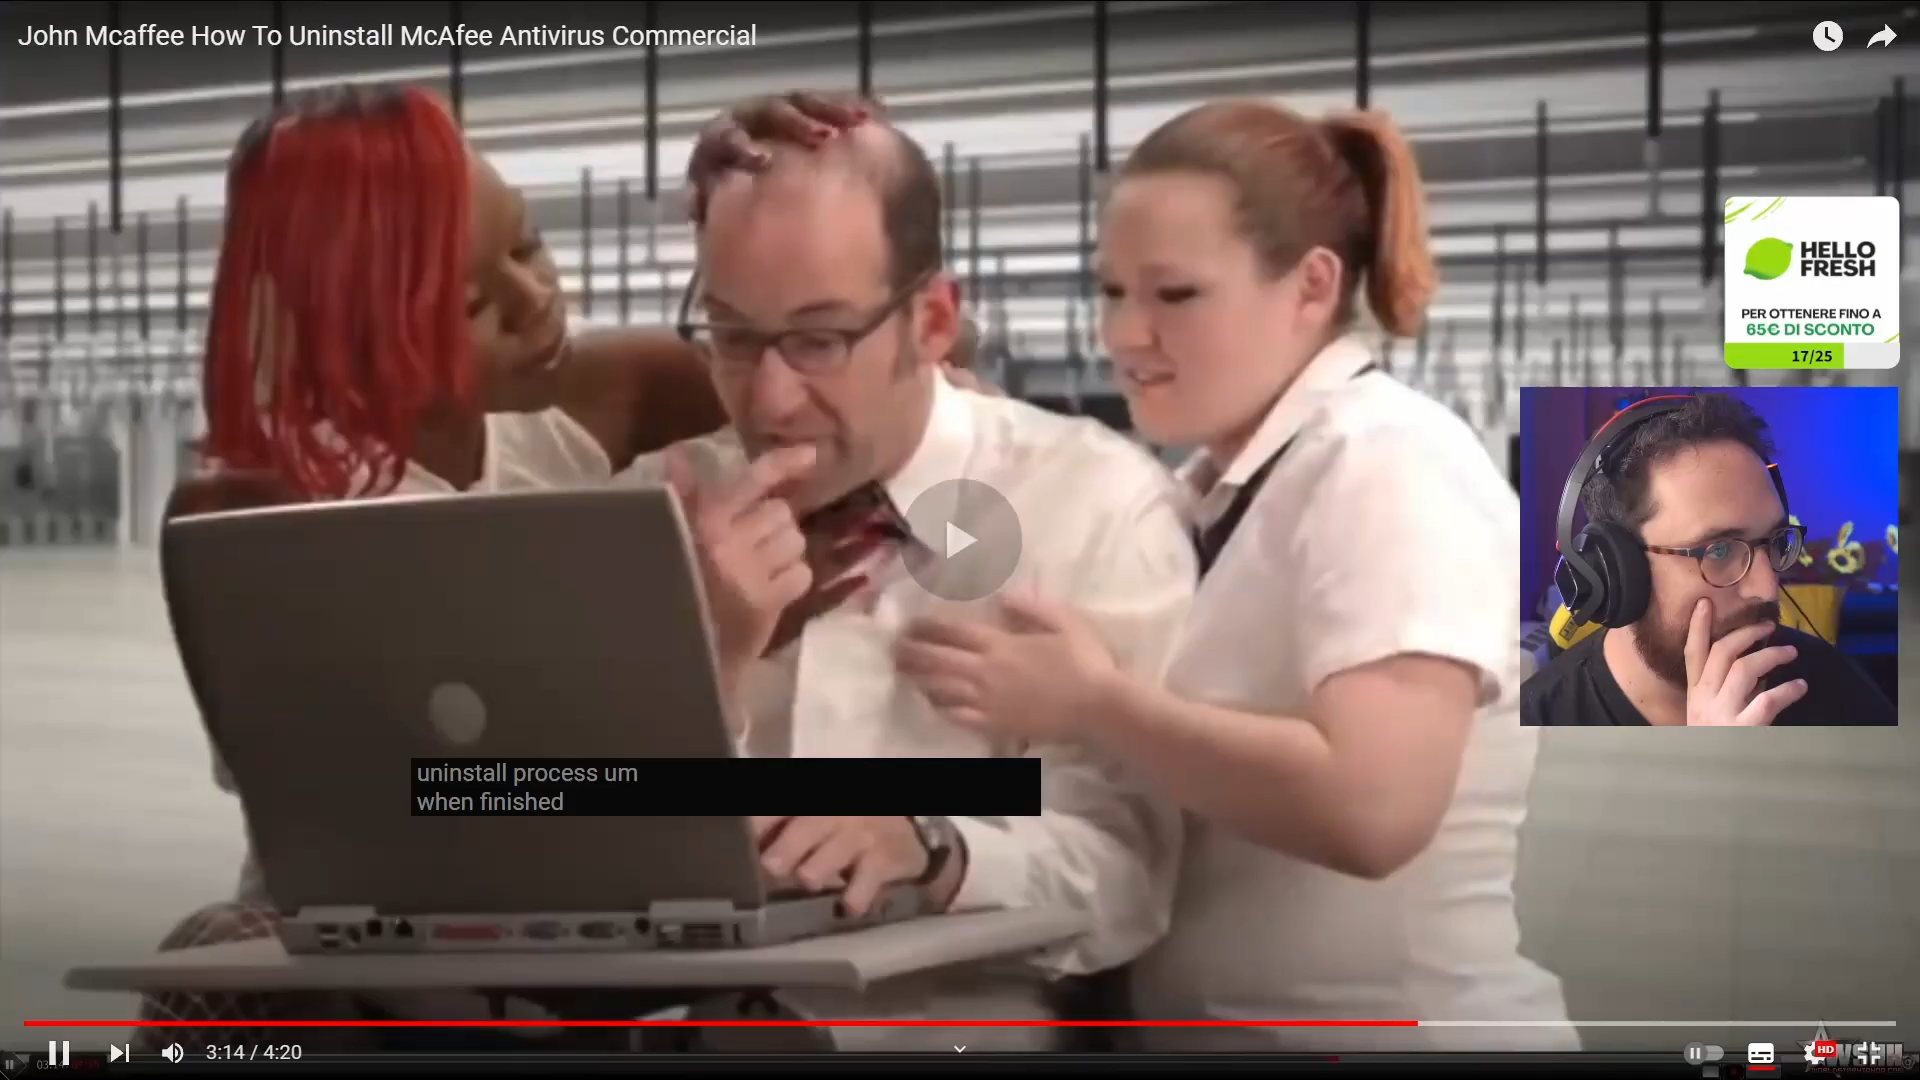 John Mcaffee How To Uninstall McAfee Antivirus Commercial
HELLO
FRESH
PER OTTENERE FINO A
65€ DI SCONTO
17/25
uninstall process um
when finished
3:14 / 4:20
HD